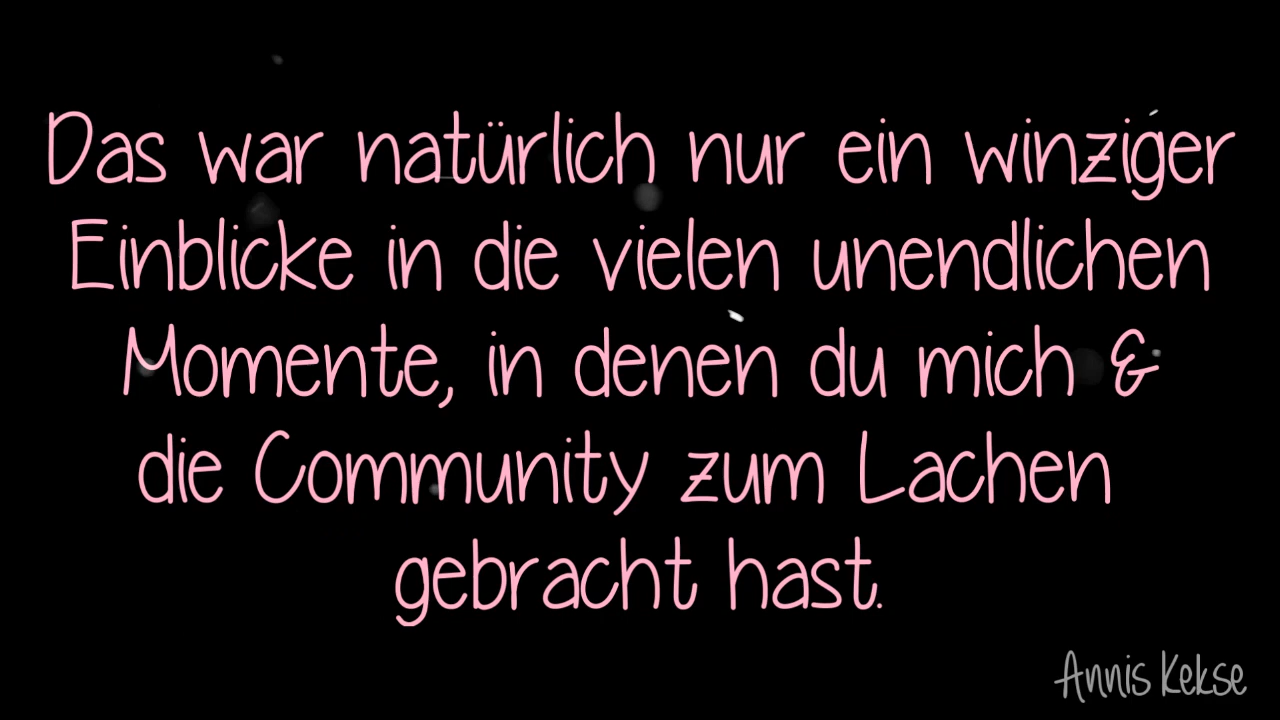 Das war natürlich nur ein winziger
Einblicke in die vielen unendlichen
Momente, in denen du mich &
die Community zum Lachen
gebracht hast.
Annis Kekse